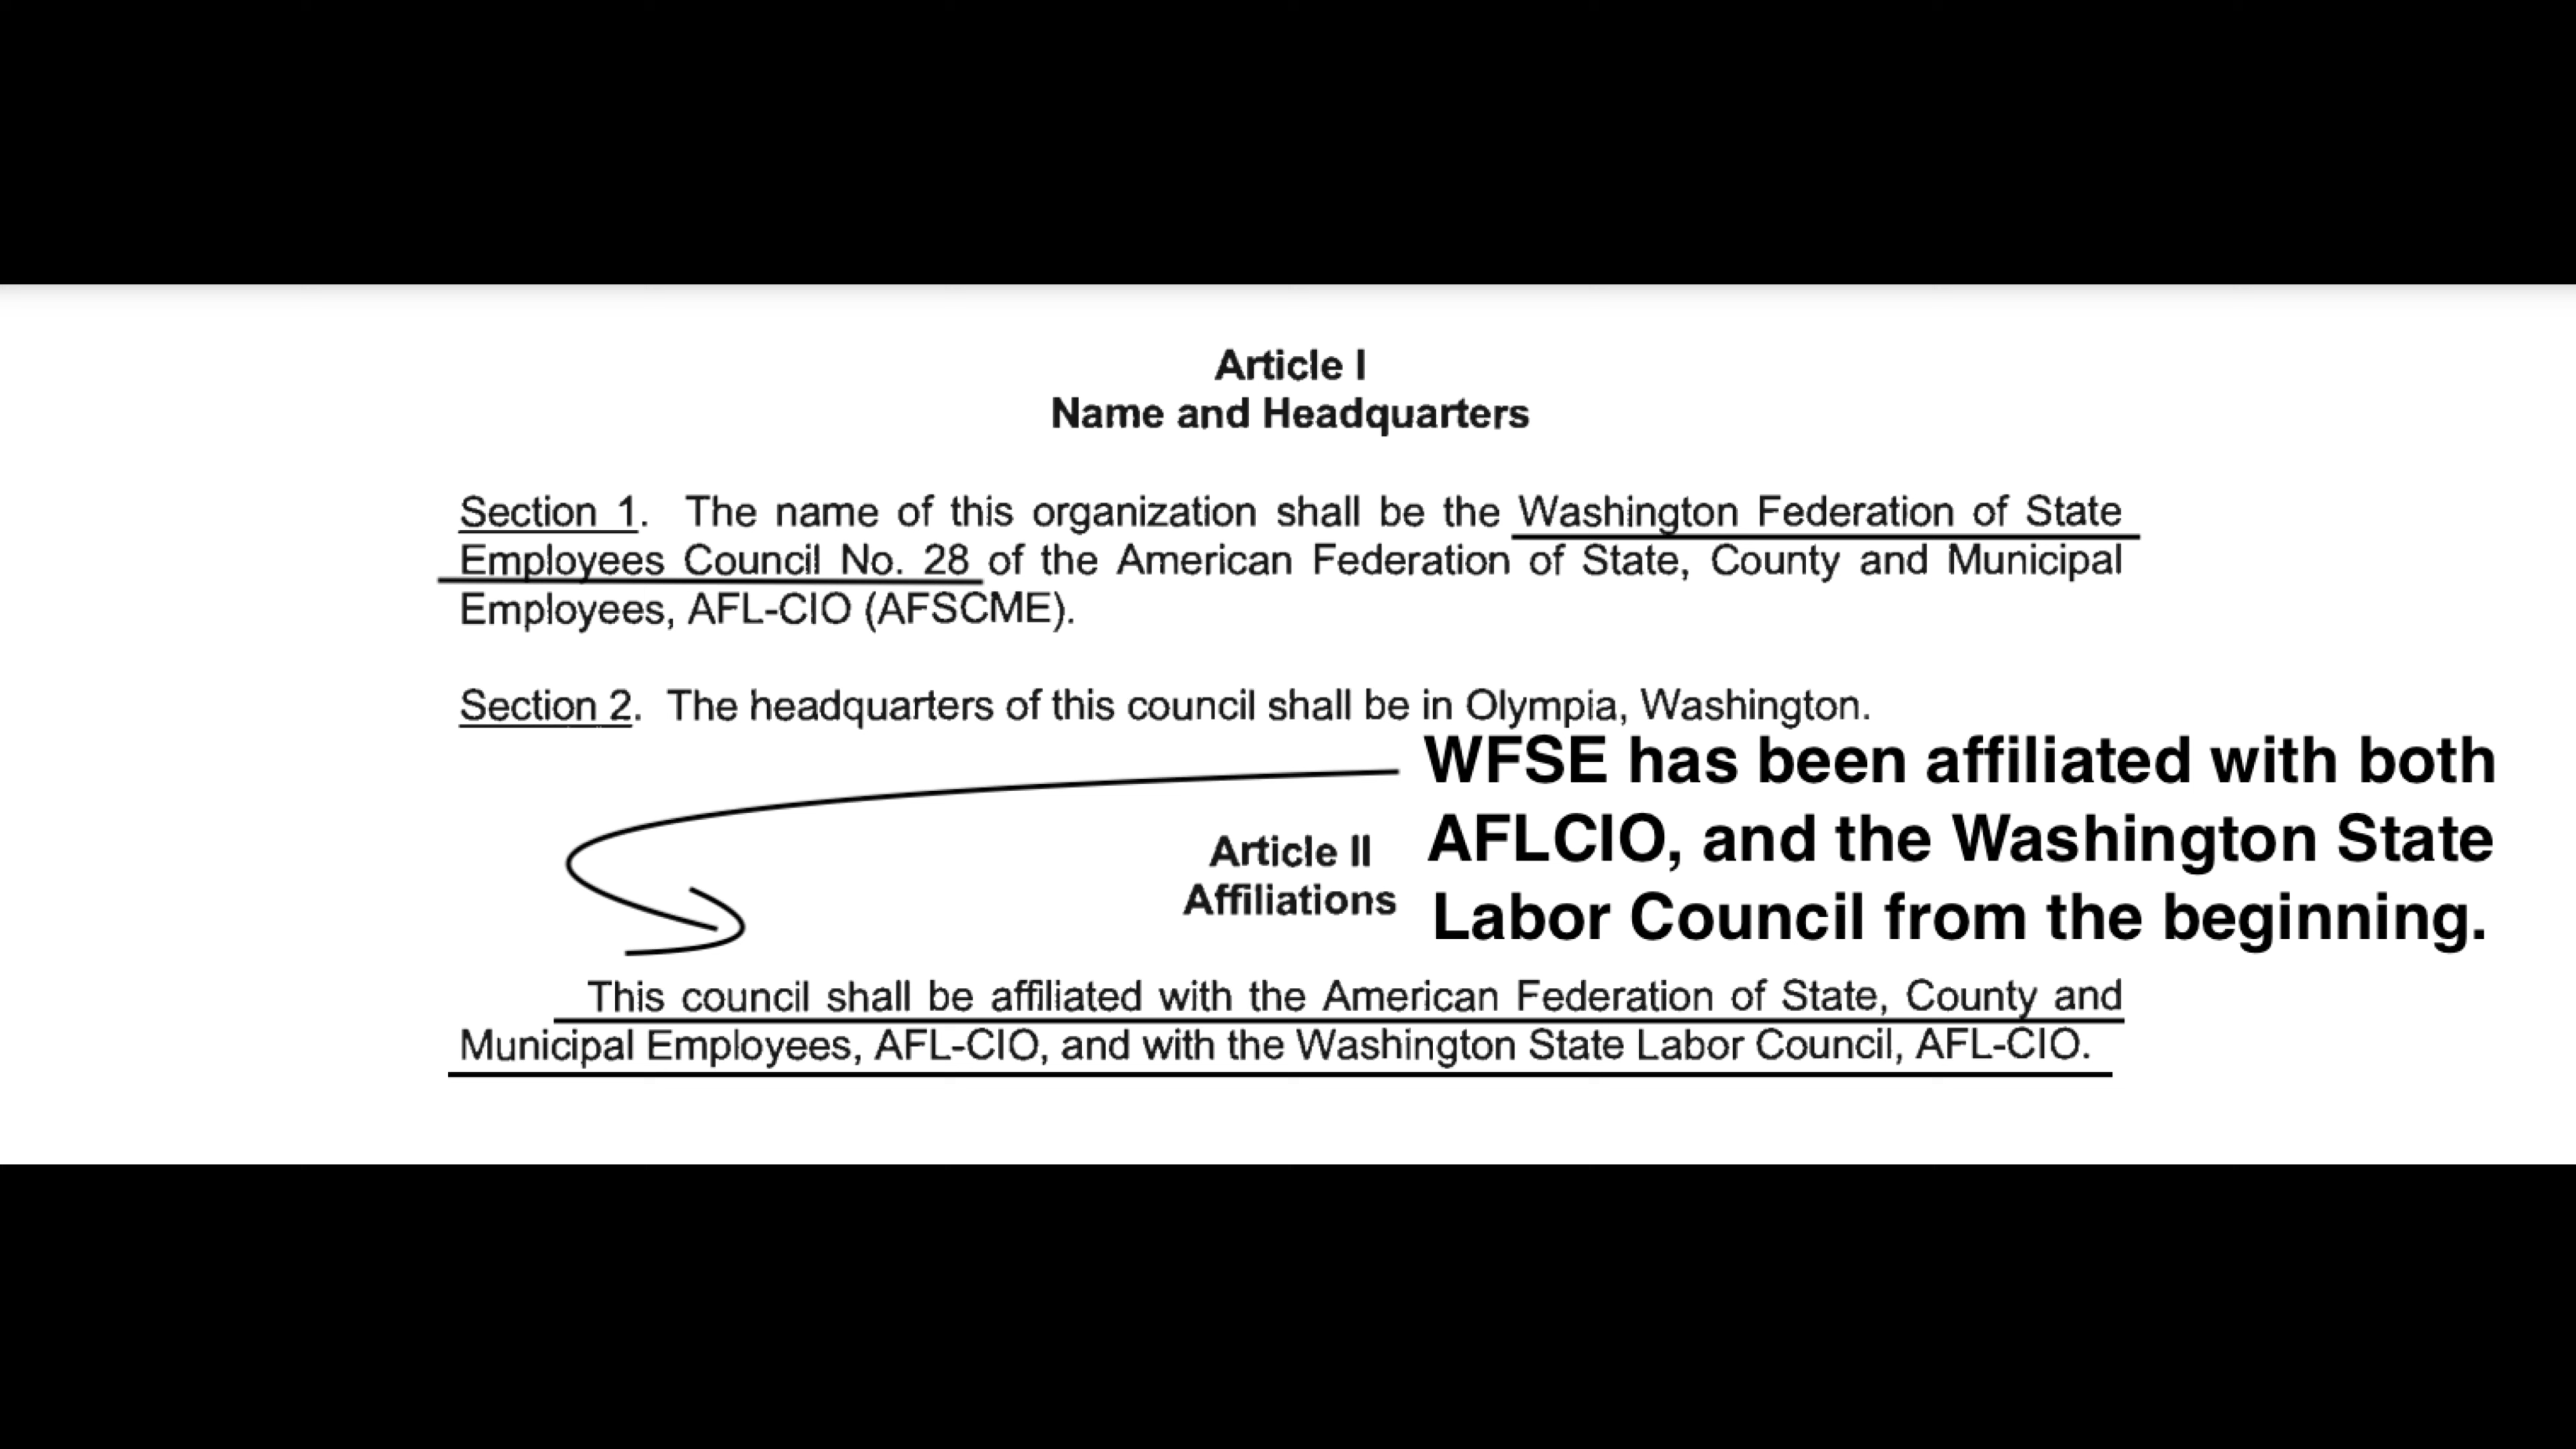 Article I
Name and Headquarters
Section 1. The name of this organization shall be the Washington Federation of State
Employees Council No. 28 of the American Federation of State, County and Municipal
Employees, AFL-CIO (AFSCME).
Section 2. The headquarters of this council shall be in Olympia, Washington.
WFSE has been affiliated with both
AFLCIO, and the Washington State
Labor Council from the beginning.
Article II
Affiliations
This council shall be affiliated with the American Federation of State, County and
Municipal Employees, AFL-CIO, and with the Washington State Labor Council, AFL-CIO.